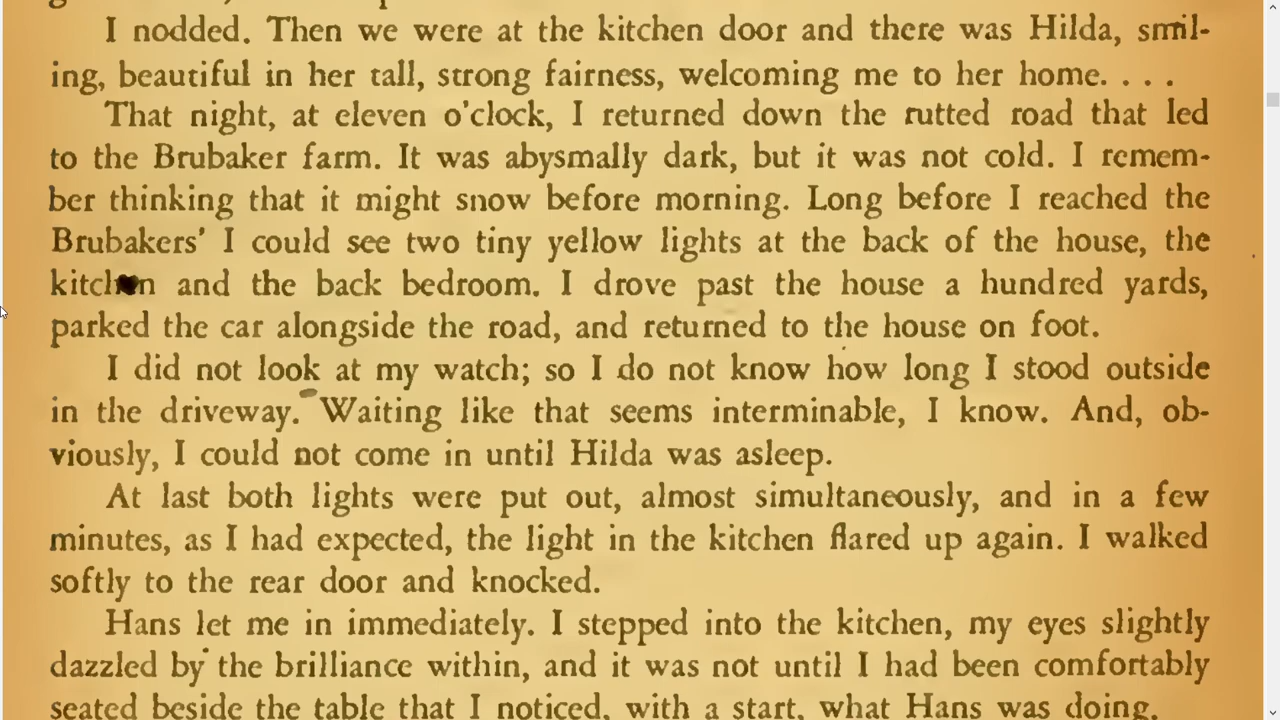 I nodded. Then we were at the kitchen door and there was Hilda, smil-
ing, beautiful in her tall, strong fairness, welcoming me to her home. . . .
That night, at eleven o'clock, I returned down the rutted road that led
to the Brubaker farm. It was abysmally dark, but it was not cold. I remem-
ber thinking that it might snow before morning. Long before I reached the
Brubakers' I could see two tiny yellow lights at the back of the house, the
kitchen and the back bedroom. I drove past the house a hundred yards,
parked the car alongside the road, and returned to the house on foot.
I did not look at my watch; so I do not know how long I stood outside
in the driveway. Waiting like that seems interminable, I know. And, ob-
viously, I could not come in until Hilda was asleep.
At last both lights were put out, almost simultaneously, and in a few
minutes, as I had expected, the light in the kitchen flared up again. I walked
softly to the rear door and knocked.
Hans let me in immediately. I stepped into the kitchen, my eyes slightly
dazzled by the brilliance within, and it was not until I had been comfortably
seated beside the table that I noticed, with a start, what Hans was doing.